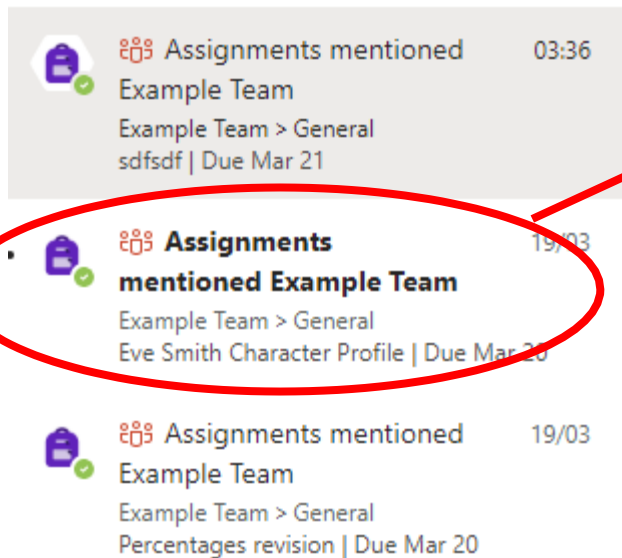 Assignments mentioned 03:36
Example Team
Example Team > General
sdfsdf | Due Mar 21
Assignments 19/03
mentioned Example Team
Example Team > General
Eve Smith Character Profile | Due Mar 20
Assignments mentioned 19/03
Example Team
Example Team > General
Percentages revision | Due Mar 20